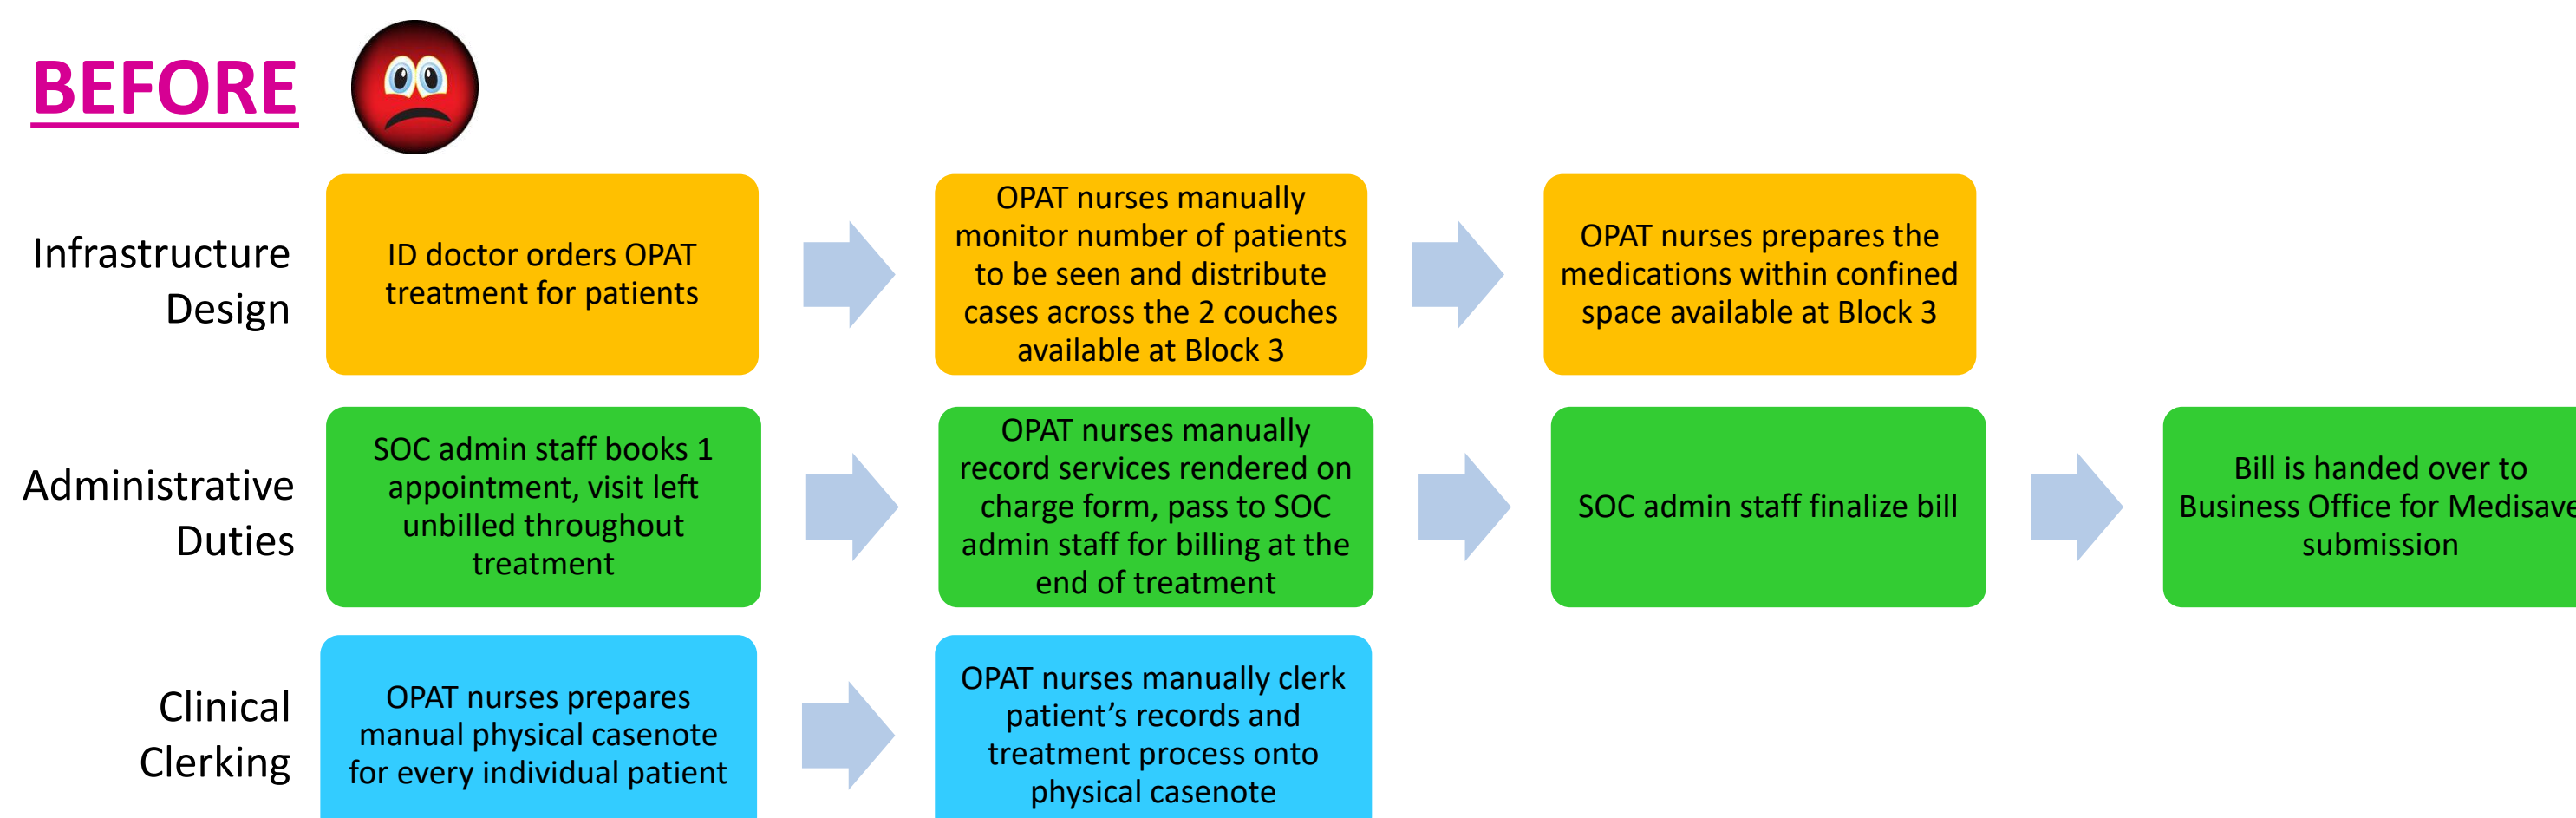 BEFORE
Infrastructure
Design
ID doctor orders OPAT
treatment for patients
OPAT nurses manually
monitor number of patients
to be seen and distribute
cases across the 2 couches
available at Block 3
OPAT nurses prepares the
medications within confined
space available at Block 3
Administrative
Duties
SOC admin staff books 1
appointment, visit left
unbilled throughout
treatment
OPAT nurses manually
record services rendered on
charge form, pass to SOC
admin staff for billing at the
end of treatment
SOC admin staff finalize bill
Bill is handed over to
Business Office for Medisave
submission
Clinical
Clerking
OPAT nurses prepares
manual physical casenote
for every individual patient
OPAT nurses manually clerk
patient’s records and
treatment process onto
physical casenote